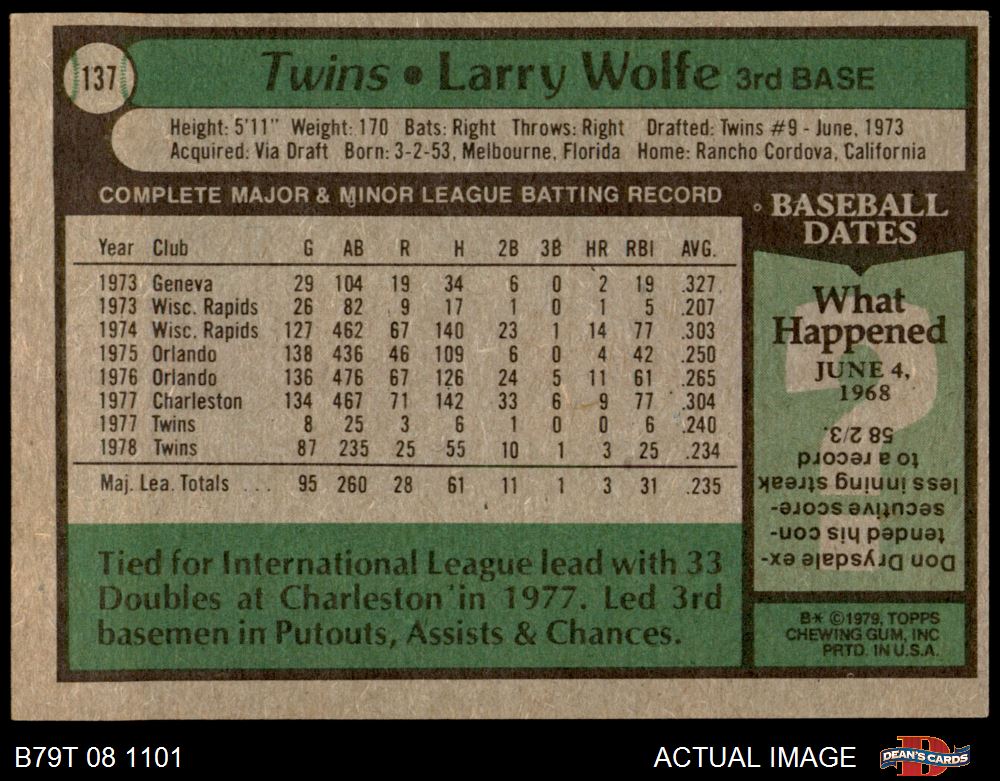 137
Twins • Larry Wolfe 3rd BASE
Height: 5'11" Weight: 170 Bats: Right Throws: Right Drafted: Twins #9 - June, 1973
Acquired: Via Draft Born: 3-2-53, Melbourne, Florida Home: Rancho Cordova, California
COMPLETE MAJOR & MINOR LEAGUE BATTING RECORD
Year Club G AB R H 2B 3B HR RBI AVG.
1973 Geneva 29 104 19 34 6 0 2 19 .327
1973 Wisc. Rapids 26 82 9 17 1 0 1 5 .207
1974 Wisc. Rapids 127 462 67 140 23 1 14 77 .303
1975 Orlando 138 436 46 109 6 0 4 42 .250
1976 Orlando 136 476 67 126 24 5 11 61 .265
1977 Charleston 134 467 71 142 33 6 9 77 .304
1977 Twins 8 25 3 6 1 0 0 6 .240
1978 Twins 87 235 25 55 10 1 3 25 .234
Maj. Lea. Totals ... 95 260 28 61 11 1 3 31 .235
Tied for International League lead with 33
Doubles at Charleston in 1977. Led 3rd
basemen in Putouts, Assists & Chances.
BASEBALL
DATES
What
Happened
JUNE 4,
1968
Don Drysdale ex-
tended his con-
secutive score-
less inning streak
to a record
58 2/3.
B* ©1979, TOPPS
CHEWING GUM, INC
PRTD. IN U.S.A.
B79T 08 1101
ACTUAL IMAGE
DEAN'S CARDS